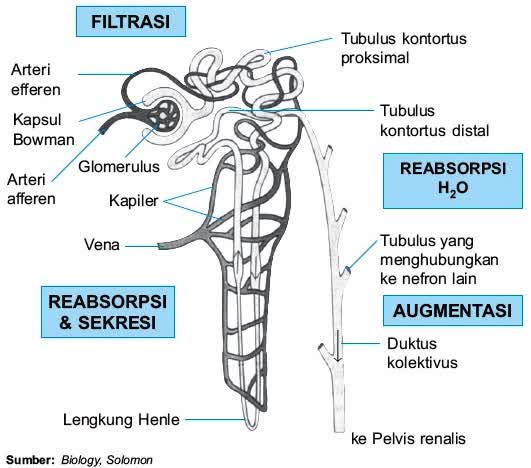 FILTRASI
Tubulus kontortus
proksimal
Arteri
efferen
Kapsul
Bowman
Tubulus
kontortus distal
Glomerulus
Arteri
afferen
REABSORPSI
H₂O
Kapiler
Vena
Tubulus yang
menghubungkan
ke nefron lain
REABSORPSI
& SEKRESI
AUGMENTASI
Duktus
kolektivus
Lengkung Henle
ke Pelvis renalis
Sumber: Biology, Solomon